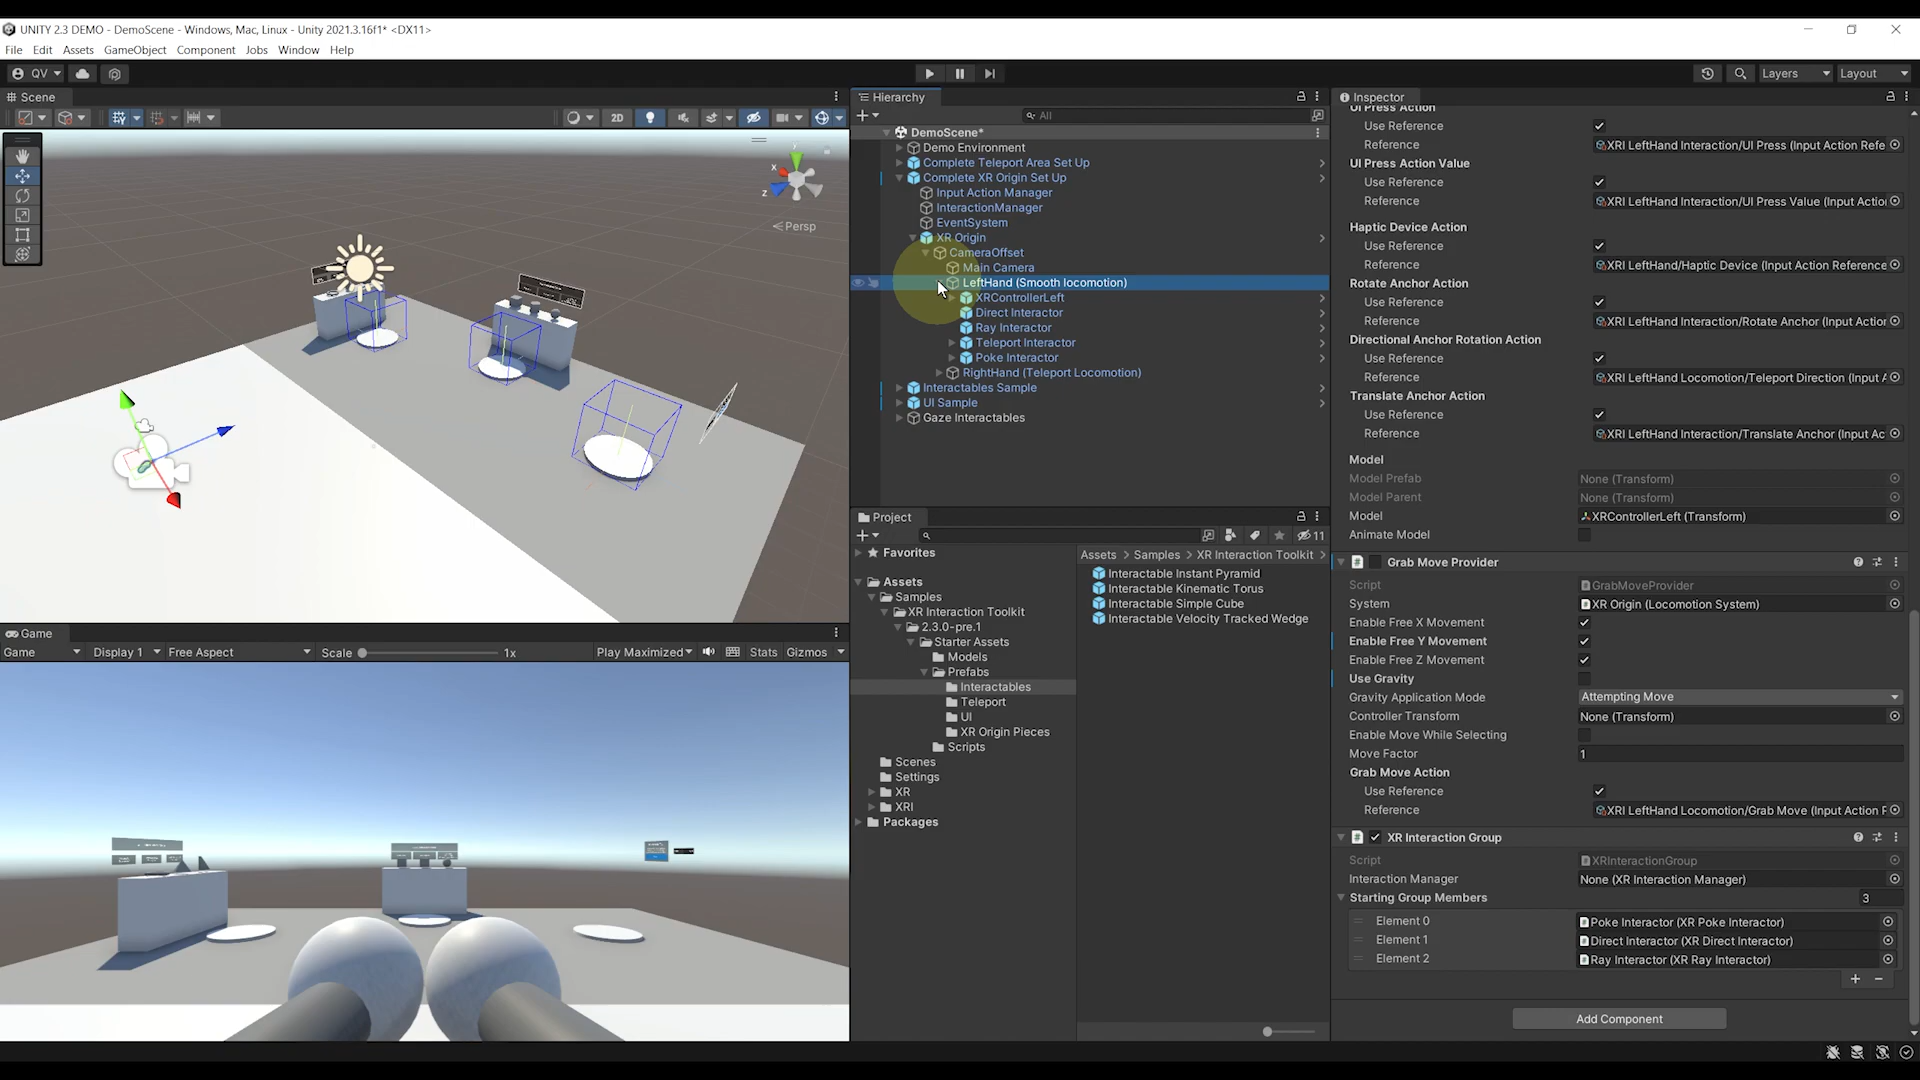 UNITY 2.3 DEMO - DemoScene - Windows, Mac, Linux - Unity 2021.3.16f1* <DX11>
File Edit Assets GameObject Component Jobs Window Help
QV Layers Layout
Scene
2D
y
x
z
Persp
Game
Game Display 1 Free Aspect Scale 1x Play Maximized Stats Gizmos
Hierarchy
All
DemoScene*
Demo Environment
Complete Teleport Area Set Up
Complete XR Origin Set Up
Input Action Manager
InteractionManager
EventSystem
XR Origin
CameraOffset
Main Camera
LeftHand (Smooth locomotion)
XRControllerLeft
Direct Interactor
Ray Interactor
Teleport Interactor
Poke Interactor
RightHand (Teleport Locomotion)
Interactables Sample
UI Sample
Gaze Interactables
Project
11
Favorites
Assets
Samples
XR Interaction Toolkit
2.3.0-pre.1
Starter Assets
Models
Prefabs
Interactables
Teleport
UI
XR Origin Pieces
Scripts
Scenes
Settings
XR
XRI
Packages
Assets > Samples > XR Interaction Toolkit >
Interactable Instant Pyramid
Interactable Kinematic Torus
Interactable Simple Cube
Interactable Velocity Tracked Wedge
Inspector
UI Press Action
Use Reference
Reference XRI LeftHand Interaction/UI Press (Input Action Refe
UI Press Action Value
Use Reference
Reference XRI LeftHand Interaction/UI Press Value (Input Actio
Haptic Device Action
Use Reference
Reference XRI LeftHand/Haptic Device (Input Action Reference
Rotate Anchor Action
Use Reference
Reference XRI LeftHand Interaction/Rotate Anchor (Input Action
Directional Anchor Rotation Action
Use Reference
Reference XRI LeftHand Locomotion/Teleport Direction (Input A
Translate Anchor Action
Use Reference
Reference XRI LeftHand Interaction/Translate Anchor (Input Ac
Model
Model Prefab None (Transform)
Model Parent None (Transform)
Model XRControllerLeft (Transform)
Animate Model
Grab Move Provider
Script GrabMoveProvider
System XR Origin (Locomotion System)
Enable Free X Movement
Enable Free Y Movement
Enable Free Z Movement
Use Gravity
Gravity Application Mode Attempting Move
Controller Transform None (Transform)
Enable Move While Selecting
Move Factor 1
Grab Move Action
Use Reference
Reference XRI LeftHand Locomotion/Grab Move (Input Action F
XR Interaction Group
Script XRInteractionGroup
Interaction Manager None (XR Interaction Manager)
Starting Group Members 3
Element 0 Poke Interactor (XR Poke Interactor)
Element 1 Direct Interactor (XR Direct Interactor)
Element 2 Ray Interactor (XR Ray Interactor)
Add Component